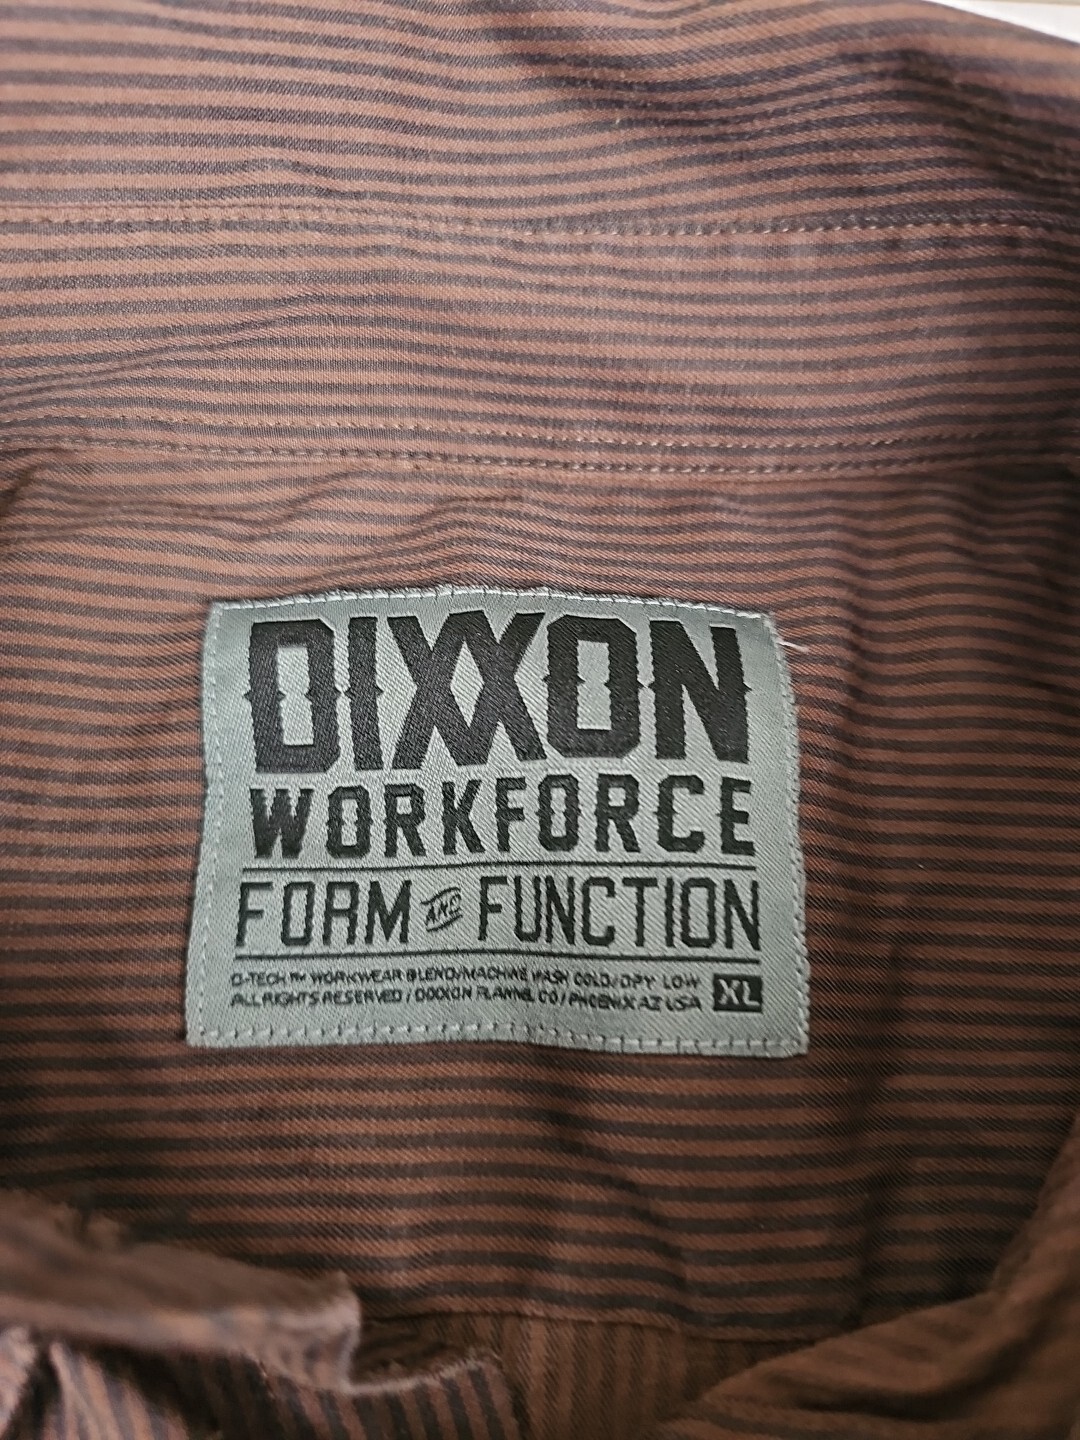 DIXXON
WORKFORCE
FORM AND FUNCTION
D-TECH™ WORKWEAR BLEND/MACHINE WASH COLD/DRY LOW
ALL RIGHTS RESERVED / DIXXON FLANNEL CO/PHOENIX AZ USA XL